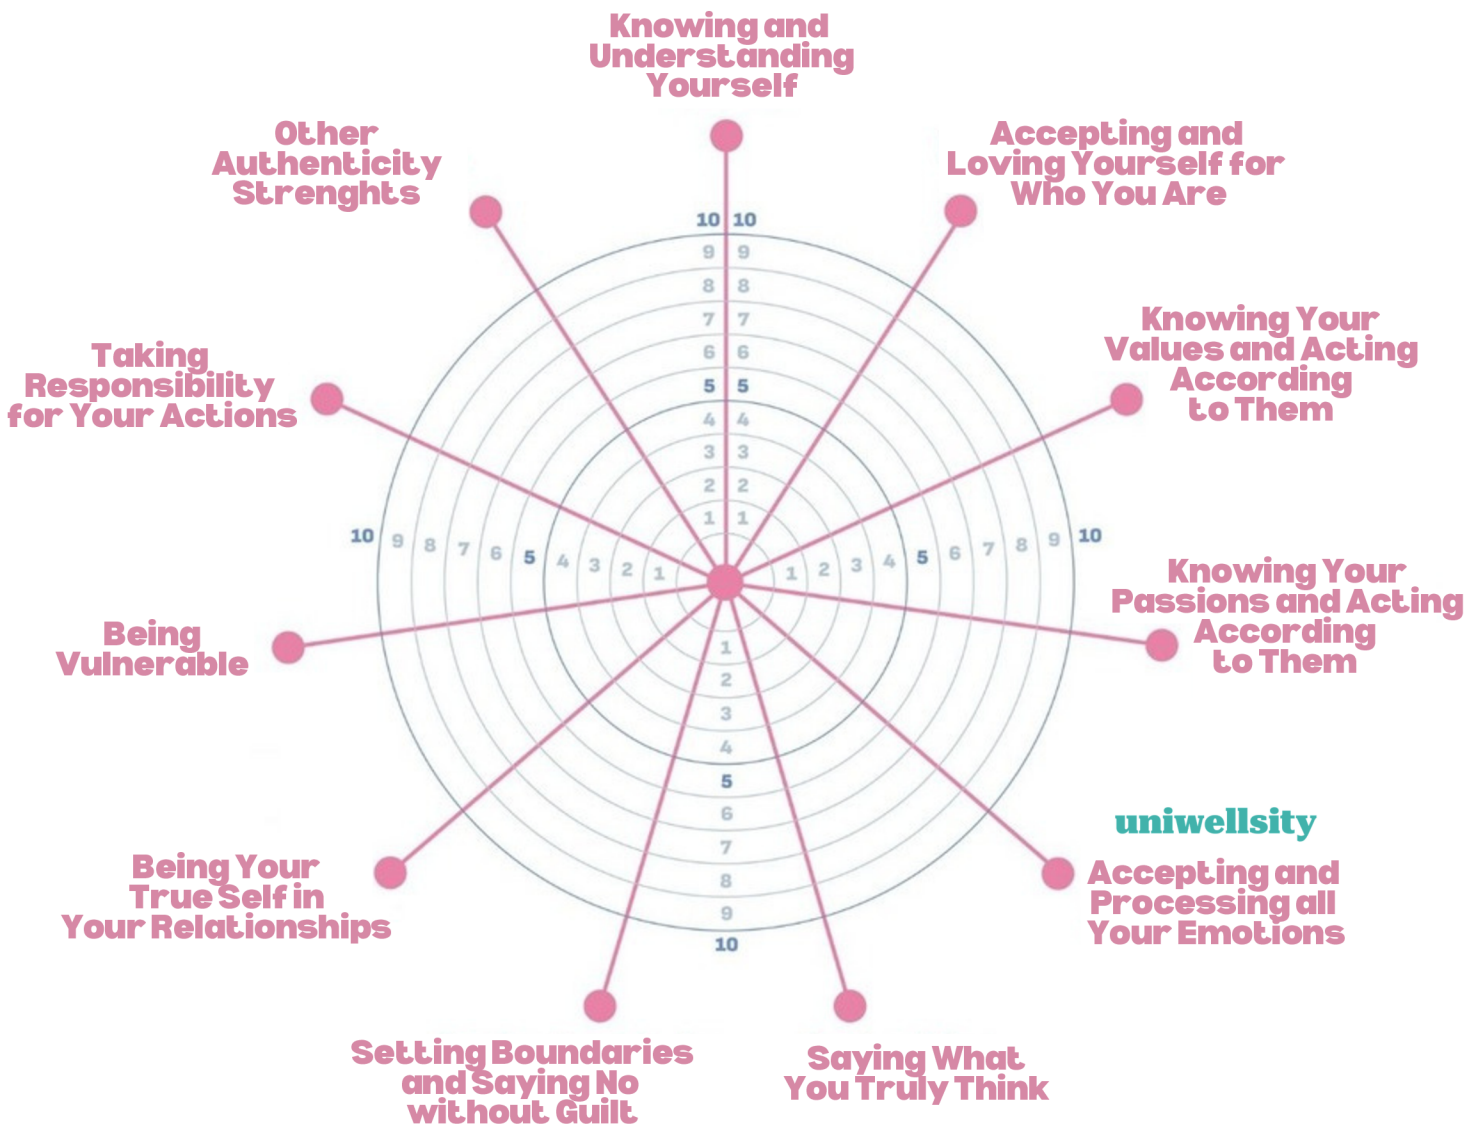 Knowing and
Understanding
Yourself
Other
Authenticity
Strenghts
Accepting and
Loving Yourself for
Who You Are
10 10
9 9
8 8
7 7
6 6
5 5
4 4
3 3
2 2
1 1
Knowing Your
Values and Acting
According
to Them
Taking
Responsibility
for Your Actions
10 9 8 7 6 5 4 3 2 1
1 2 3 4 5 6 7 8 9 10
Knowing Your
Passions and Acting
According
to Them
Being
Vulnerable
1
2
3
4
5
6
7
8
9
10
uniwellsity
Accepting and
Processing all
Your Emotions
Being Your
True Self in
Your Relationships
Setting Boundaries
and Saying No
without Guilt
Saying What
You Truly Think